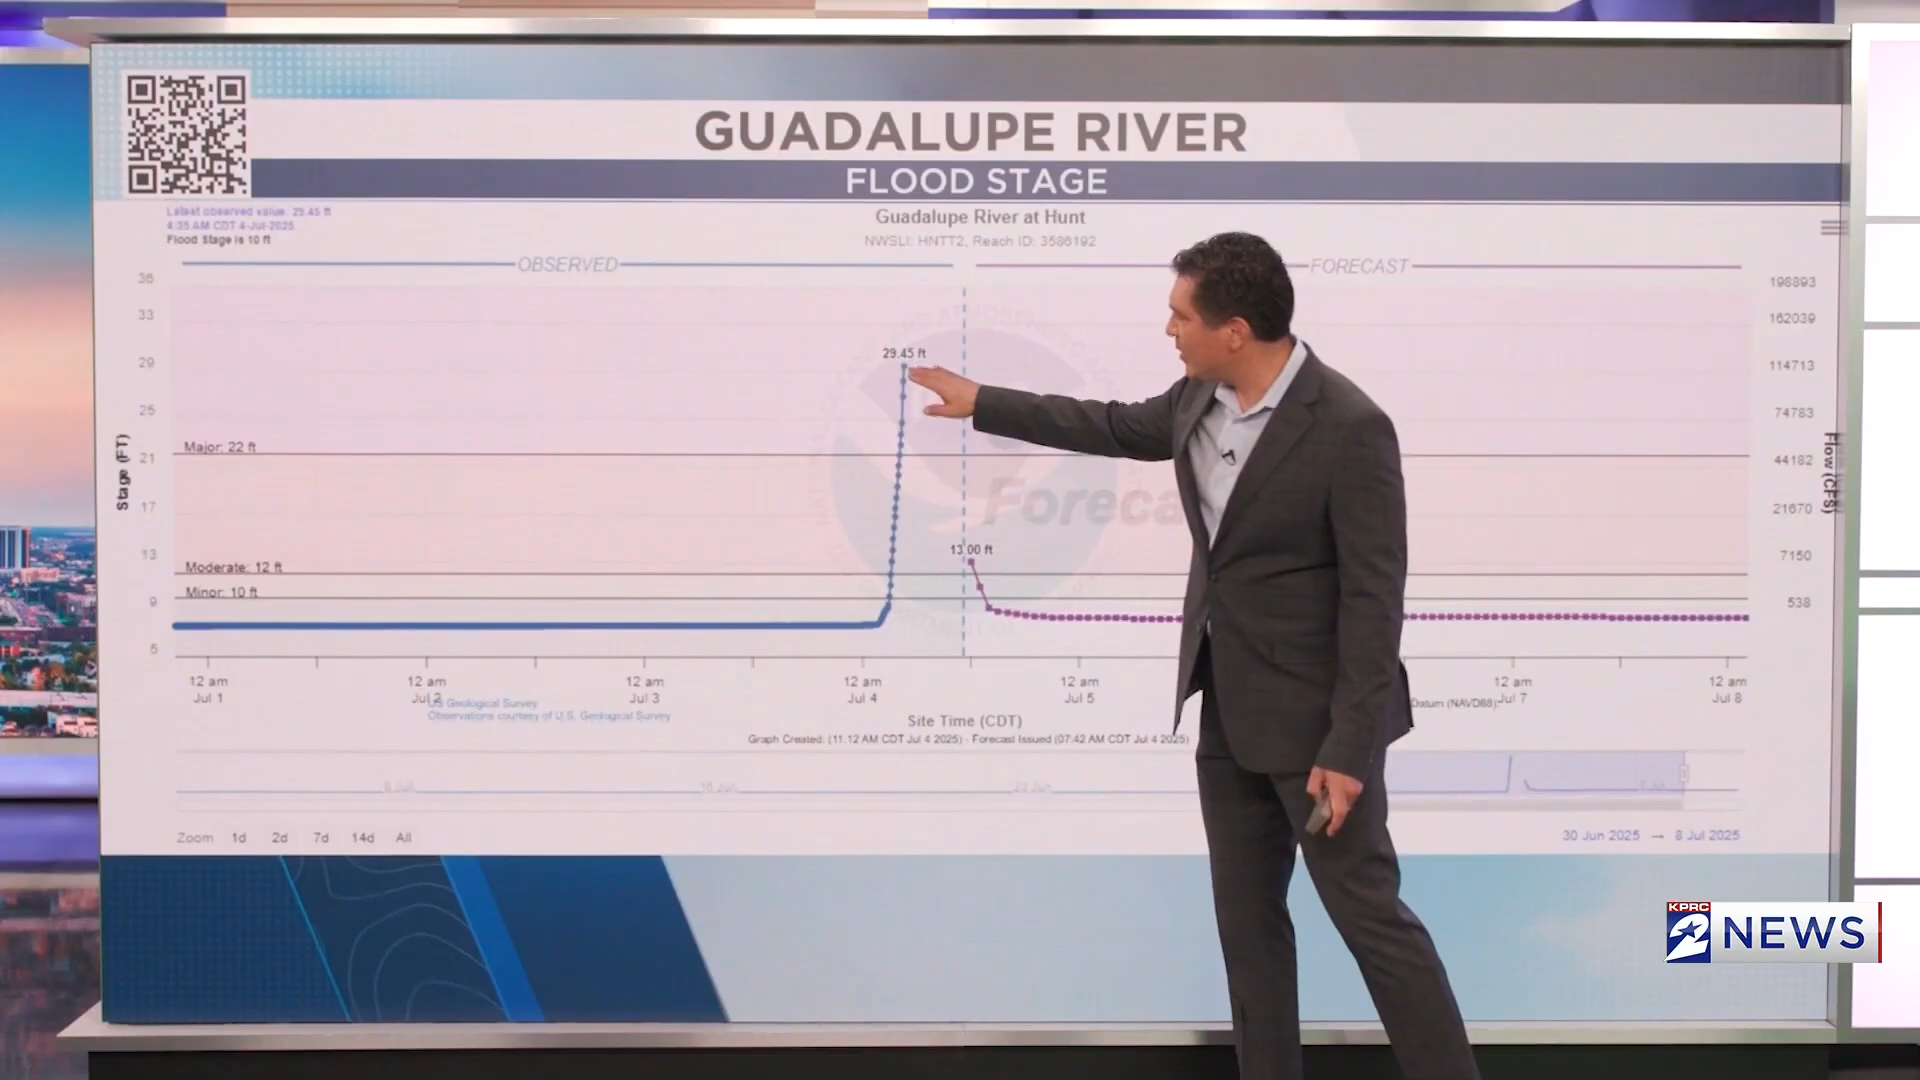 GUADALUPE RIVER
FLOOD STAGE
Latest observed value: 29.45 ft
4:35 AM CDT 4-Jul-2025
Flood Stage is 10 ft
Guadalupe River at Hunt
NWSLI: HNTT2, Reach ID: 3586192
OBSERVED
FORECAST
36
33
29
25
21
17
13
9
5
Stage (FT)
198893
162039
114713
74783
44182
21670
7150
538
Flow (CFS)
29.45 ft
13.00 ft
Major: 22 ft
Moderate: 12 ft
Minor: 10 ft
Foreca
12 am
Jul 1
12 am
Jul 2
12 am
Jul 3
12 am
Jul 4
12 am
Jul 5
12 am
Jul 7
12 am
Jul 8
Geological Survey
Observations courtesy of U.S. Geological Survey
Datum (NAVD88):
Site Time (CDT)
Graph Created: (11:12 AM CDT Jul 4 2025) - Forecast Issued (07:42 AM CDT Jul 4 2025)
Zoom 1d 2d 7d 14d All
30 Jun 2025 → 8 Jul 2025
KPRC
2 NEWS